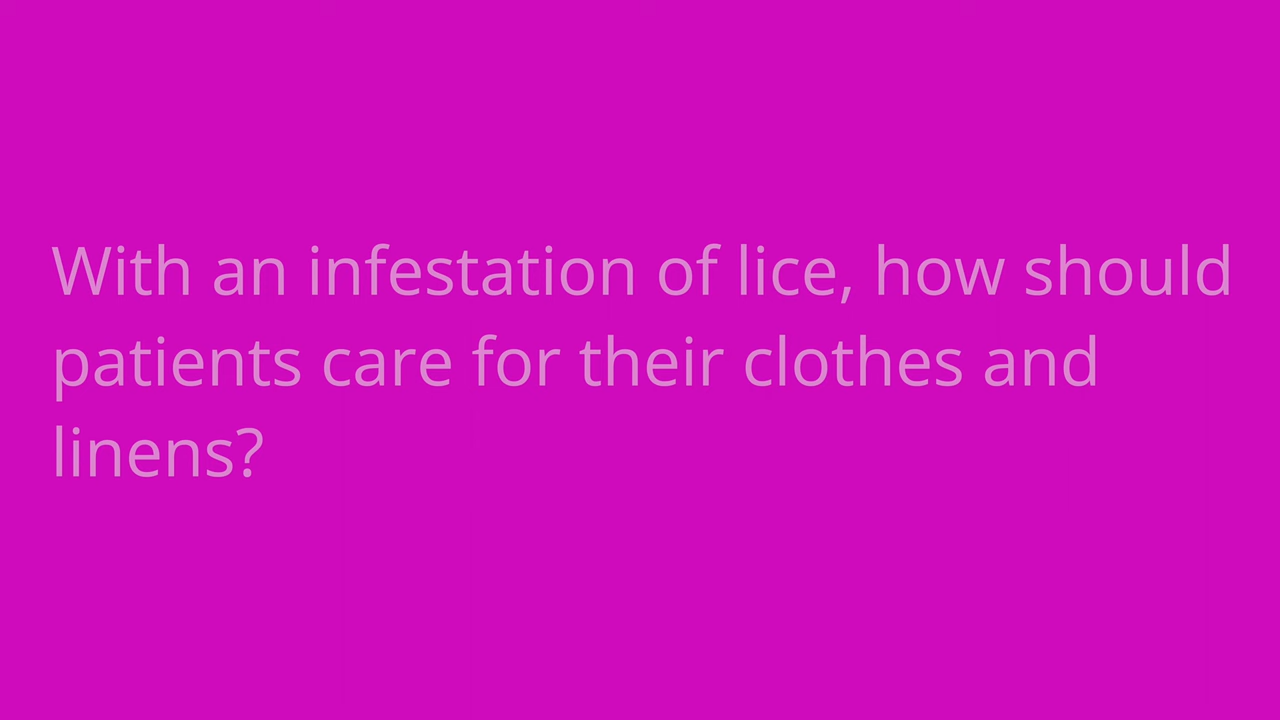 With an infestation of lice, how should
patients care for their clothes and
linens?